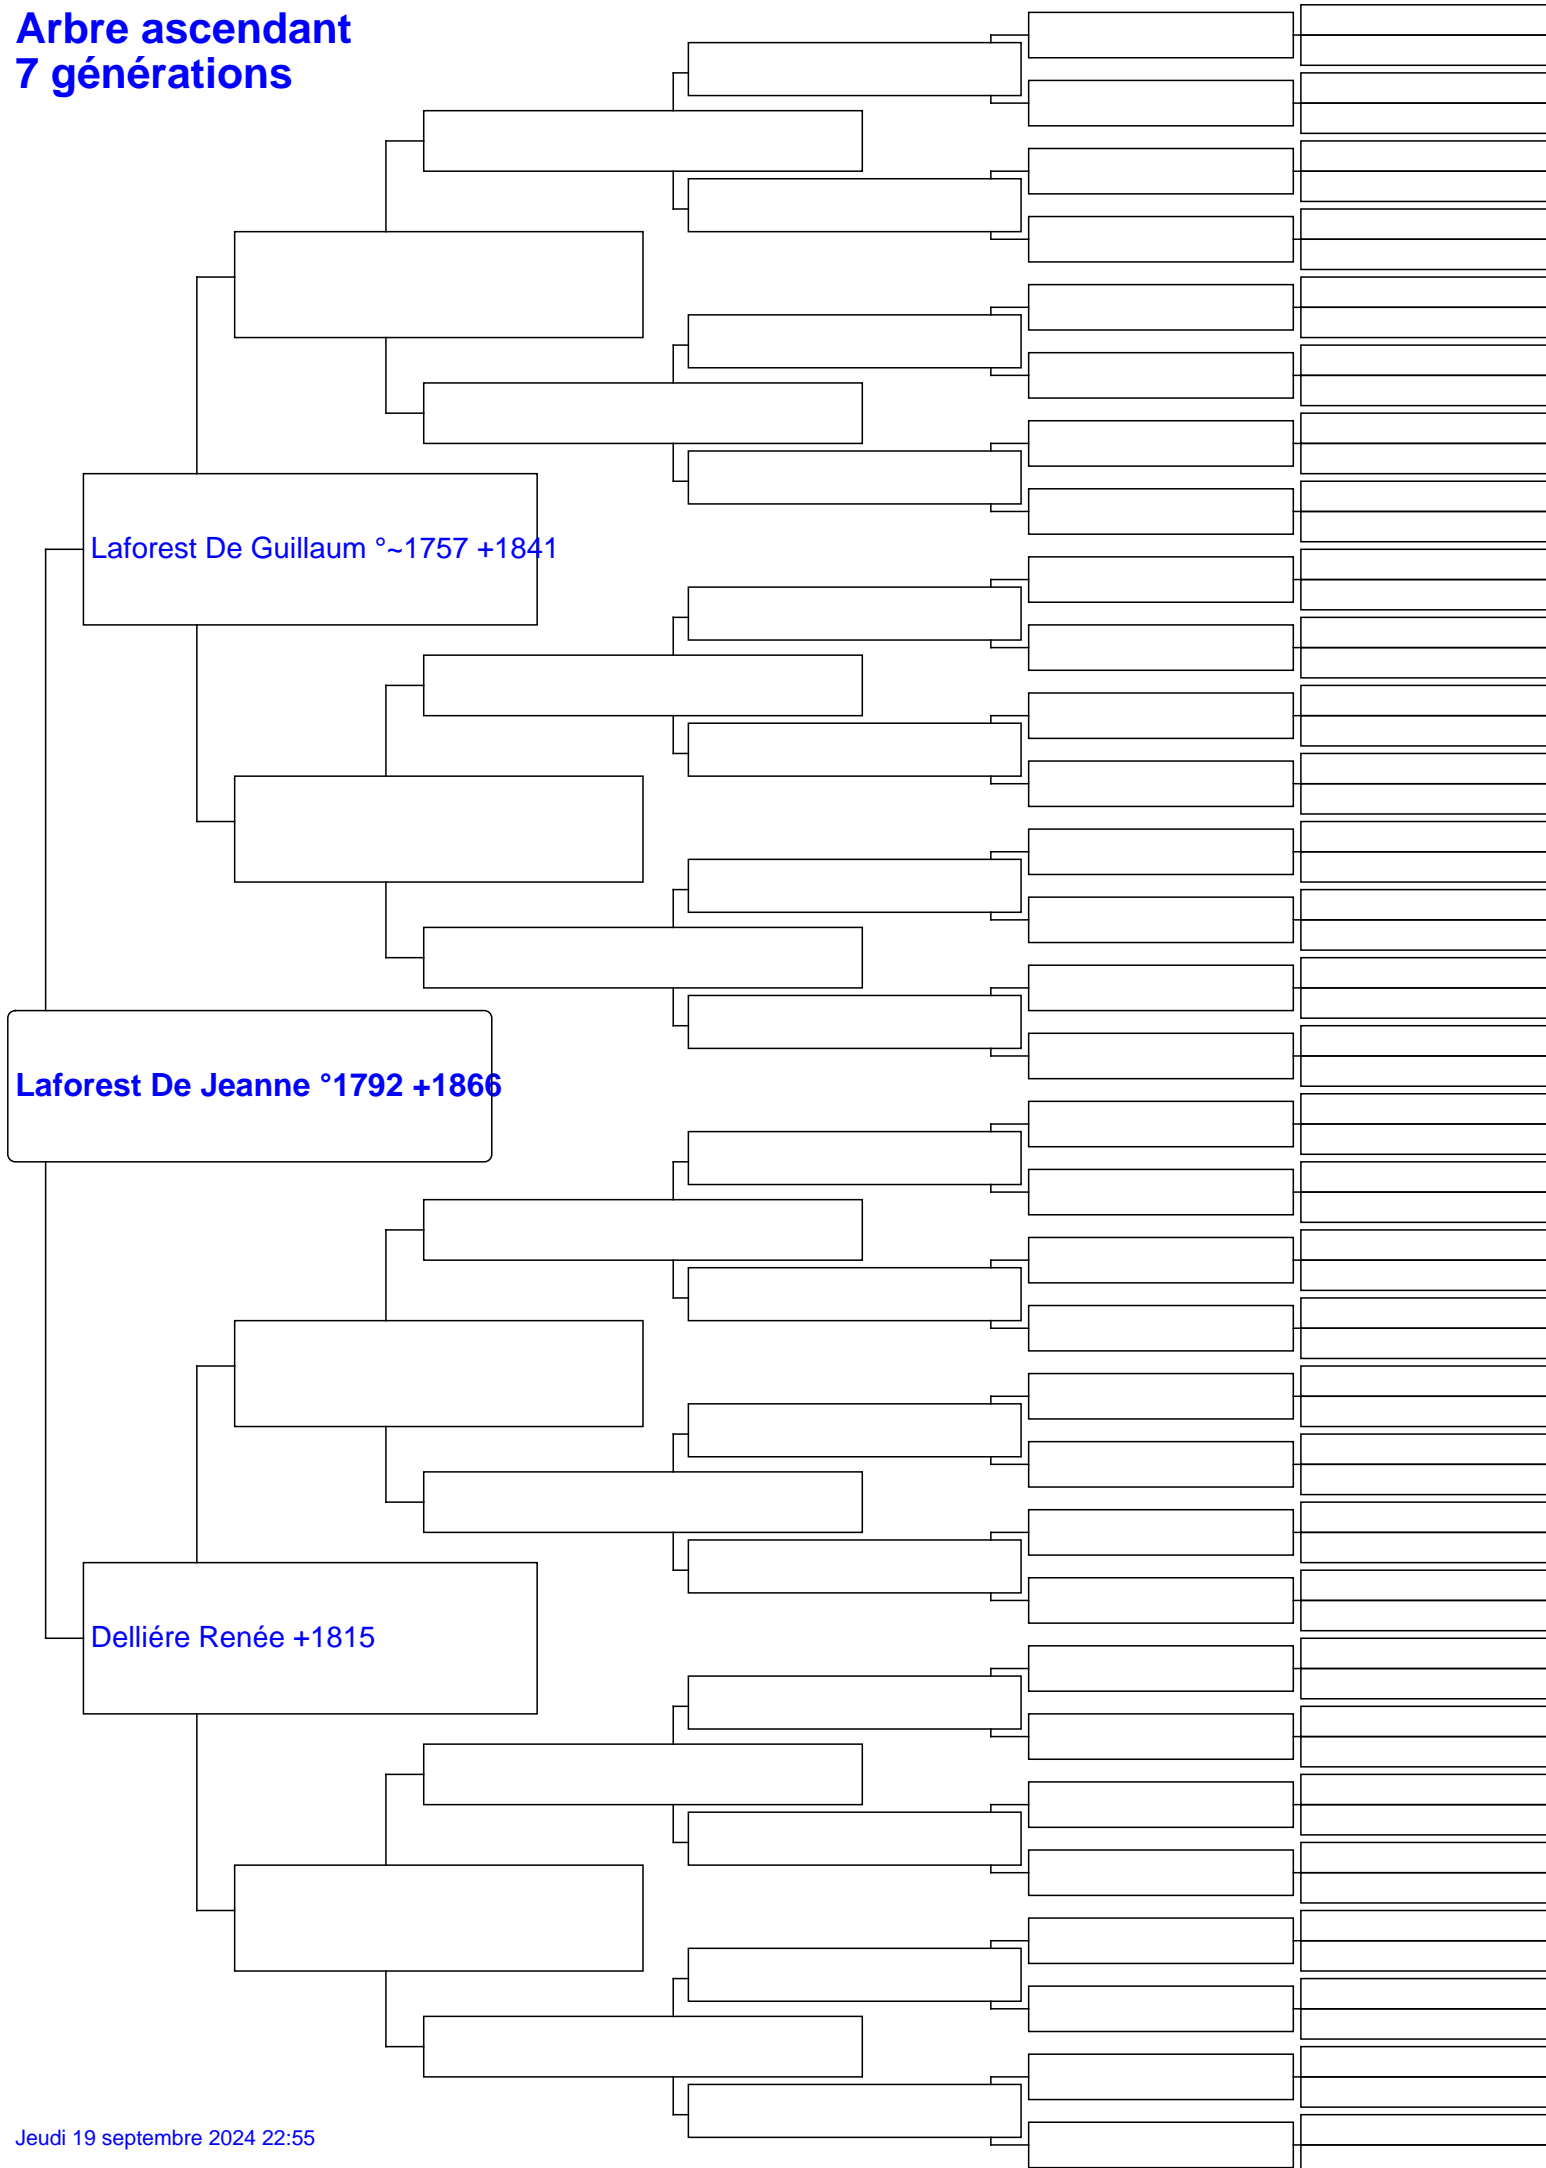 Arbre ascendant
7 générations
Laforest De Guillaum °~1757 +1841
Laforest De Jeanne °1792 +1866
Delliére Renée +1815
Jeudi 19 septembre 2024 22:55